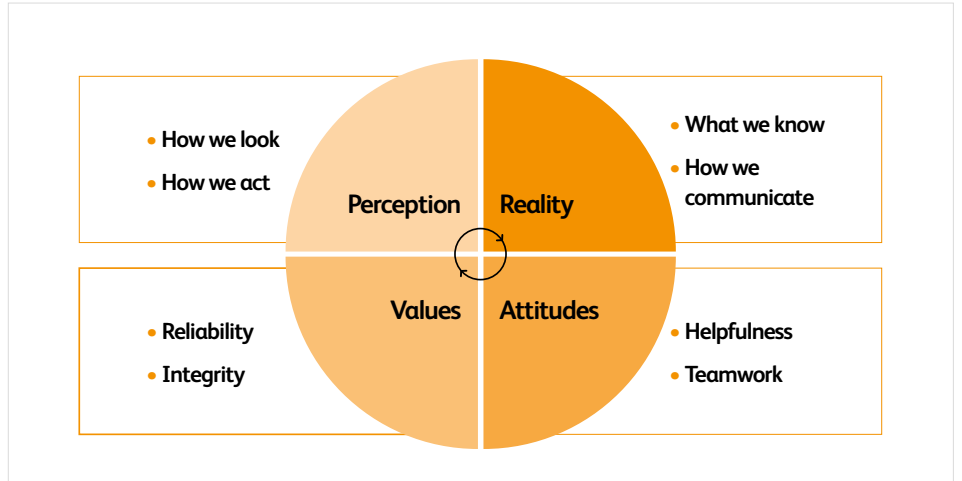 • How we look
• How we act
Perception
Reality
• What we know
• How we
communicate
Values
• Reliability
• Integrity
Attitudes
• Helpfulness
• Teamwork